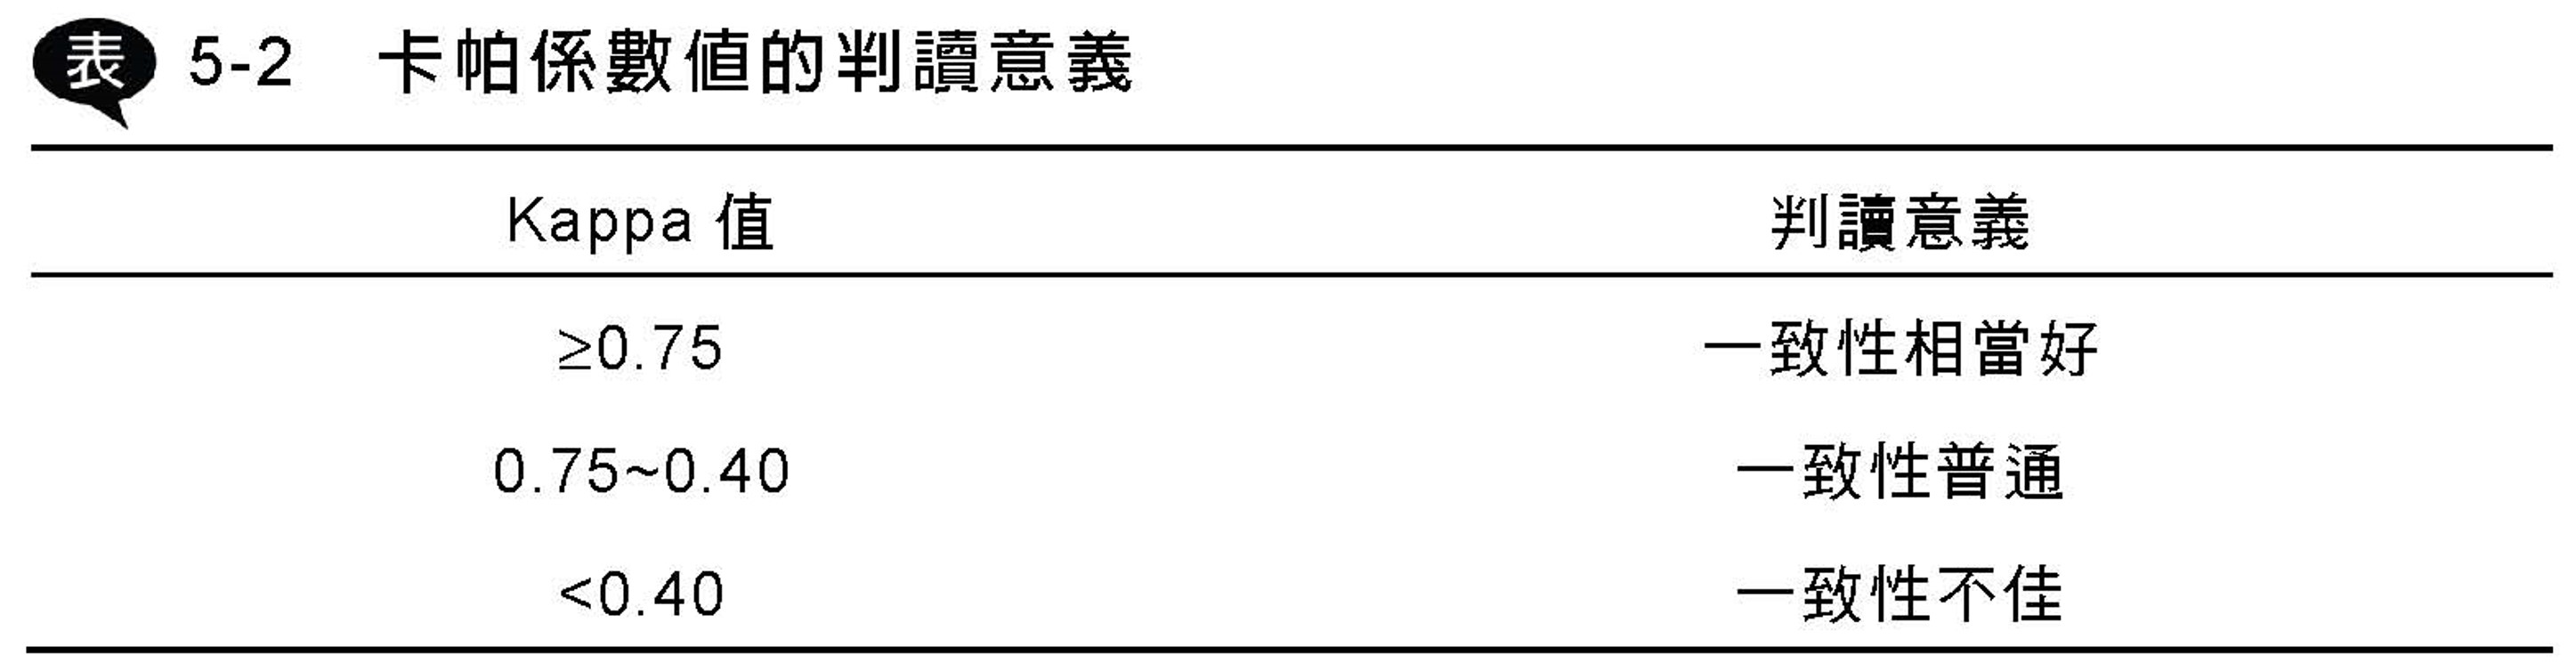 表 5-2 卡帕係數值的判讀意義
Kappa 值 判讀意義
≥0.75 一致性相當好
0.75~0.40 一致性普通
<0.40 一致性不佳